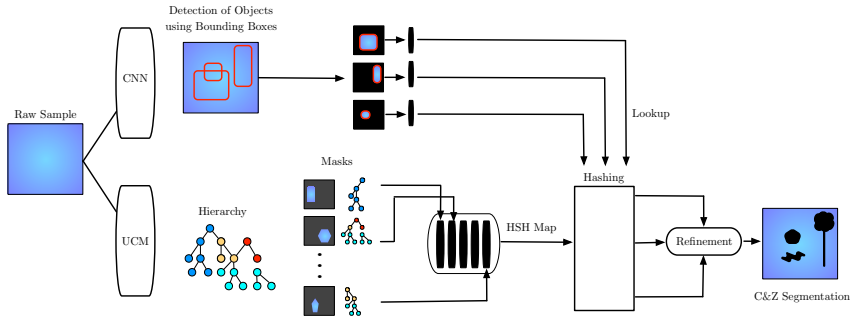 Detection of Objects
using Bounding Boxes
CNN
Raw Sample
Lookup
Masks
Hashing
Hierarchy
UCM
HSH Map
Refinement
C&Z Segmentation